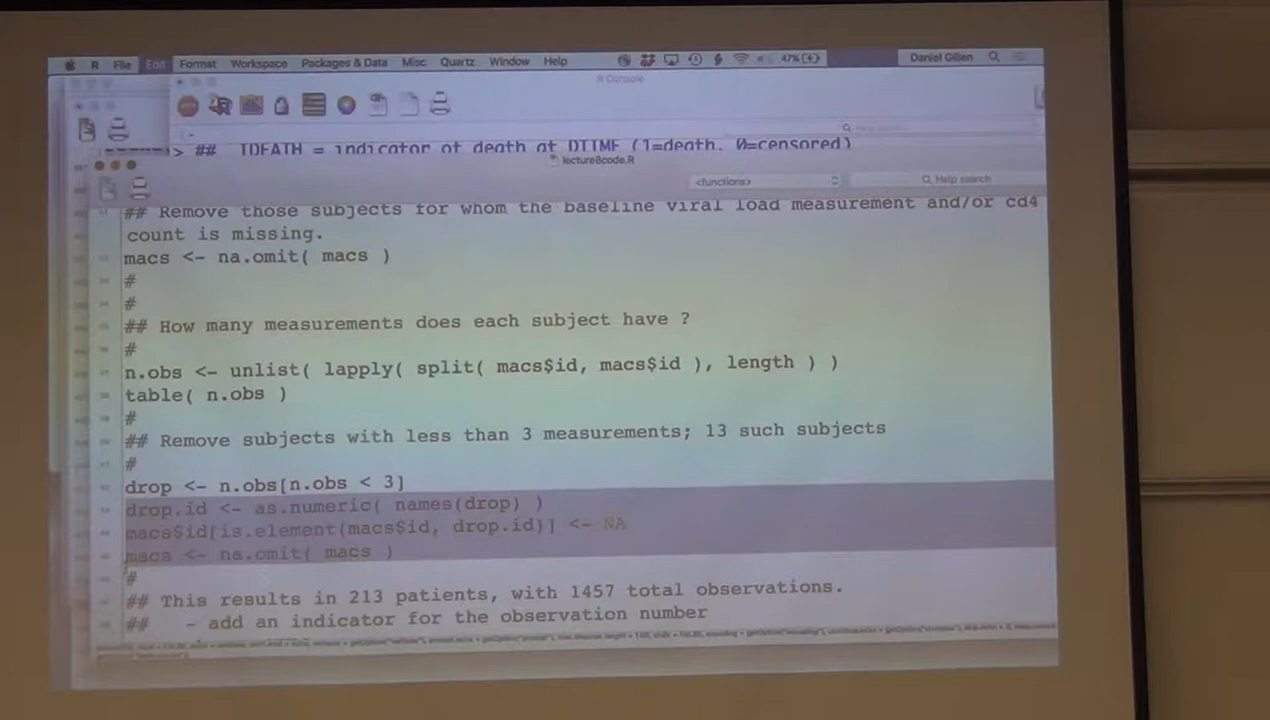 R File Edit Format Workspace Packages & Data Misc Quartz Window Help 47% Daniel Gillen
R Console
> ## IDEATH = indicator of death at DTIME (1=death, 0=censored)
lecture8code.R
<functions> Help search
## Remove those subjects for whom the baseline viral load measurement and/or cd4
count is missing.
macs <- na.omit( macs )
#
#
## How many measurements does each subject have ?
#
n.obs <- unlist( lapply( split( macs$id, macs$id ), length ) )
table( n.obs )
#
## Remove subjects with less than 3 measurements; 13 such subjects
#
drop <- n.obs[n.obs < 3]
drop.id <- as.numeric( names(drop) )
macs$id[is.element(macs$id, drop.id)] <- NA
macs <- na.omit( macs )
#
## This results in 213 patients, with 1457 total observations.
## - add an indicator for the observation number